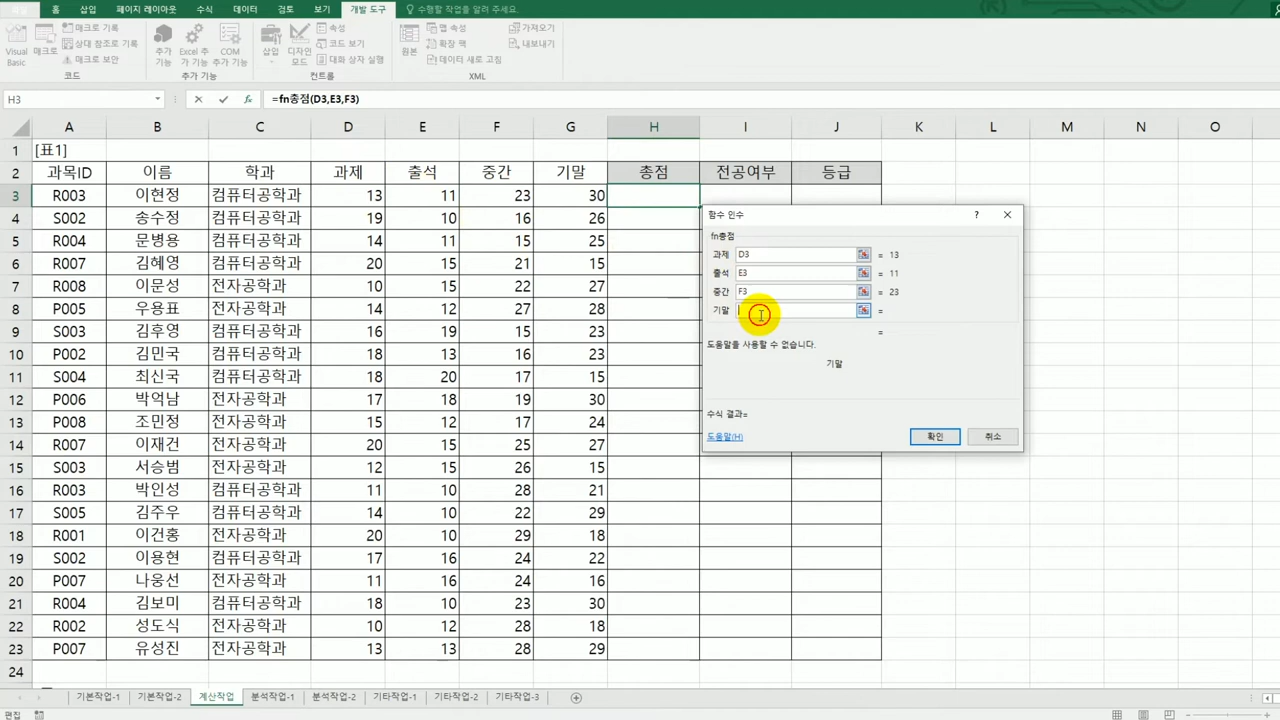 홈 삽입 페이지 레이아웃 수식 데이터 검토 보기 개발 도구 수행할 작업을 알려 주세요.
Visual Basic 매크로 매크로 기록 상대 참조로 기록 매크로 보안 코드
추가 기능 Excel 추가 기능 COM 추가 기능 추가 기능
삽입 디자인 모드 속성 코드 보기 대화 상자 실행 컨트롤
원본 맵 속성 확장 팩 데이터 새로 고침 가져오기 내보내기 XML
H3 fx =fn총점(D3,E3,F3)
A B C D E F G H I J K L M N O
1 [표1]
2 과목ID 이름 학과 과제 출석 중간 기말 총점 전공여부 등급
3 R003 이현정 컴퓨터공학과 13 11 23 30
4 S002 송수정 컴퓨터공학과 19 10 16 26
5 R004 문병용 컴퓨터공학과 14 11 15 25
6 R007 김혜영 컴퓨터공학과 20 15 21 15
7 R008 이문성 전자공학과 10 15 22 27
8 P005 우용표 전자공학과 14 12 27 28
9 S003 김후영 컴퓨터공학과 16 19 15 23
10 P002 김민국 컴퓨터공학과 18 13 16 23
11 S004 최신국 컴퓨터공학과 18 20 17 15
12 P006 박억남 전자공학과 17 18 19 30
13 P008 조민정 전자공학과 15 12 17 24
14 R007 이재건 전자공학과 20 15 25 27
15 S003 서승범 전자공학과 12 15 26 15
16 R003 박인성 컴퓨터공학과 11 10 28 21
17 S005 김주우 컴퓨터공학과 14 10 22 29
18 R001 이건홍 전자공학과 20 10 29 18
19 S002 이용현 컴퓨터공학과 17 16 24 22
20 P007 나웅선 전자공학과 11 16 24 16
21 R004 김보미 컴퓨터공학과 18 10 23 30
22 R002 성도식 전자공학과 10 12 28 18
23 P007 유성진 전자공학과 13 13 28 29
24
함수 인수 ?
fn총점
과제 D3 = 13
출석 E3 = 11
중간 F3 = 23
기말 =
=
도움말을 사용할 수 없습니다.
기말
수식 결과=
도움말(H) 확인 취소
기본작업-1 기본작업-2 계산작업 분석작업-1 분석작업-2 기타작업-1 기타작업-2 기타작업-3
편집